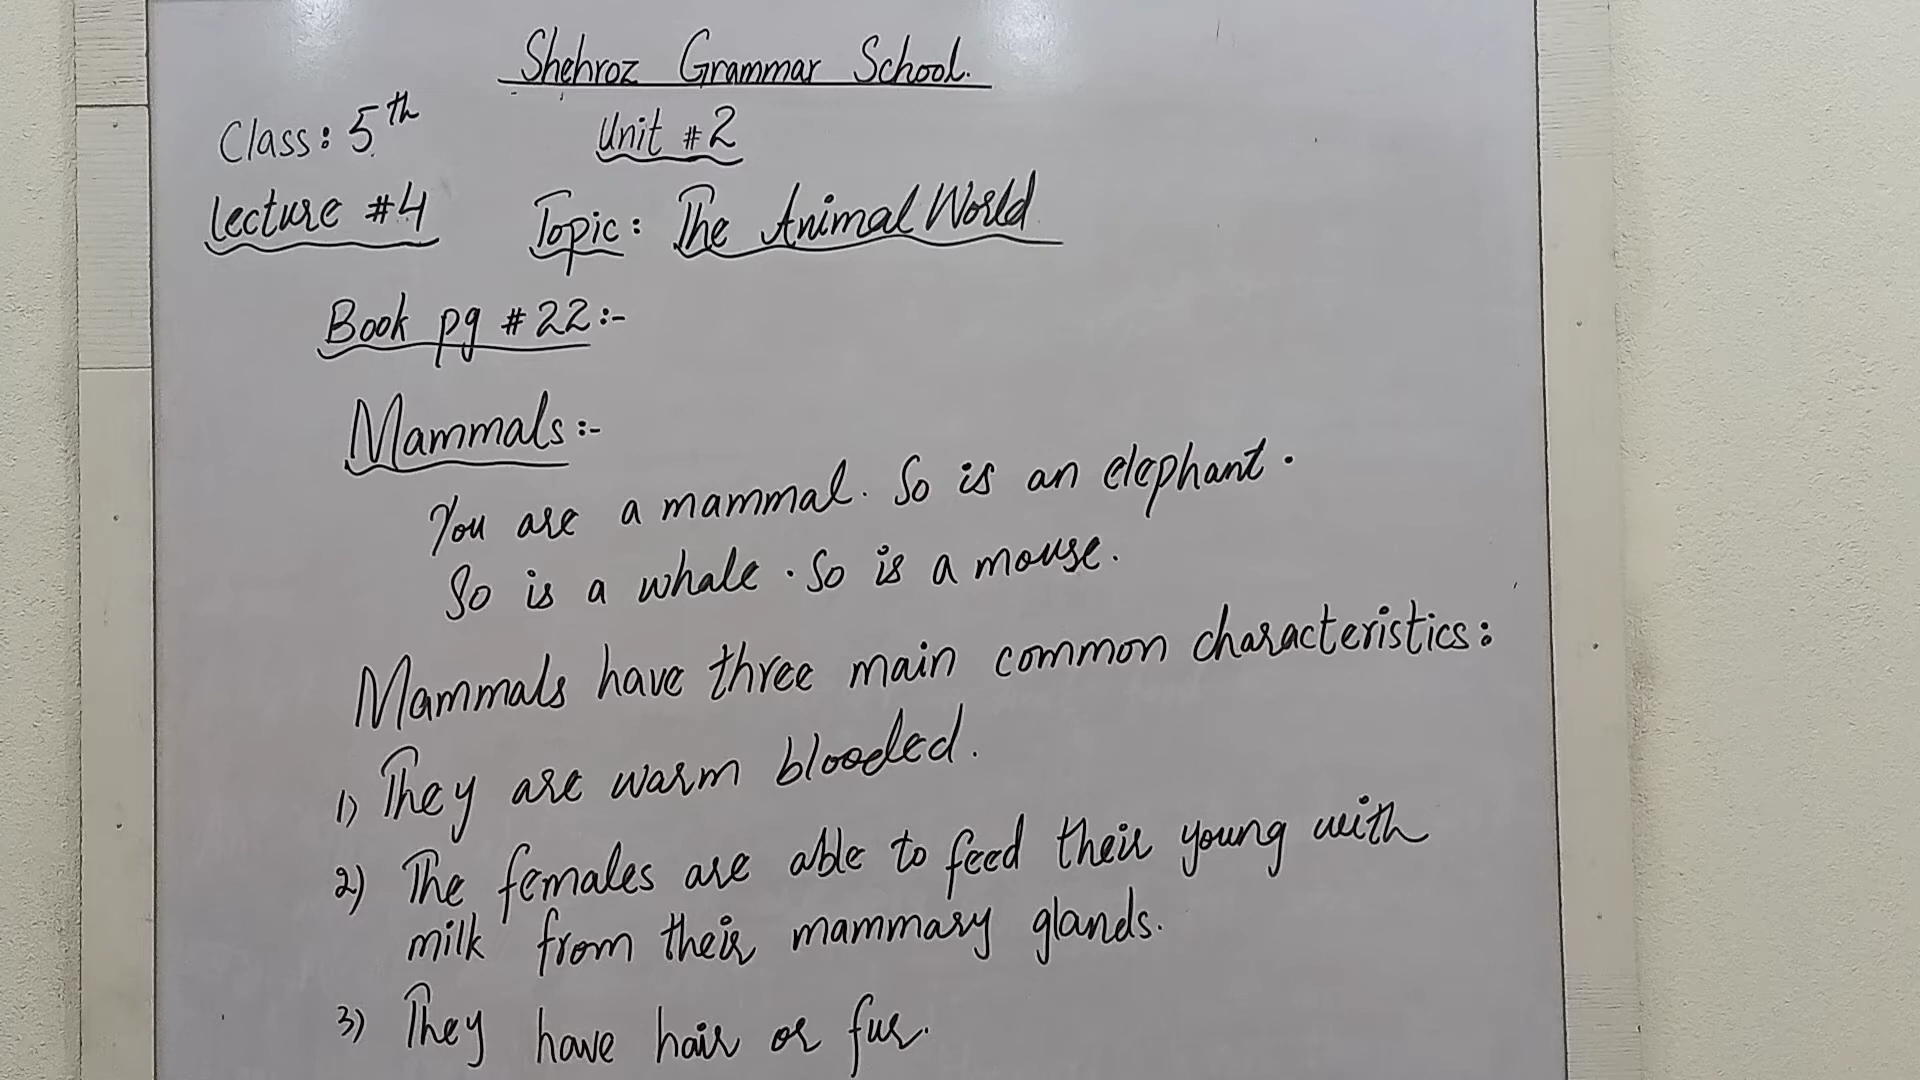 Shehroz Grammar School.
Class: 5th Unit #2
Lecture #4 Topic: The Animal World
Book pg #22:-
Mammals:-
You are a mammal. So is an elephant.
So is a whale. So is a mouse.
Mammals have three main common characteristics:
1) They are warm blooded.
2) The females are able to feed their young with
milk from their mammary glands.
3) They have hair or fur.